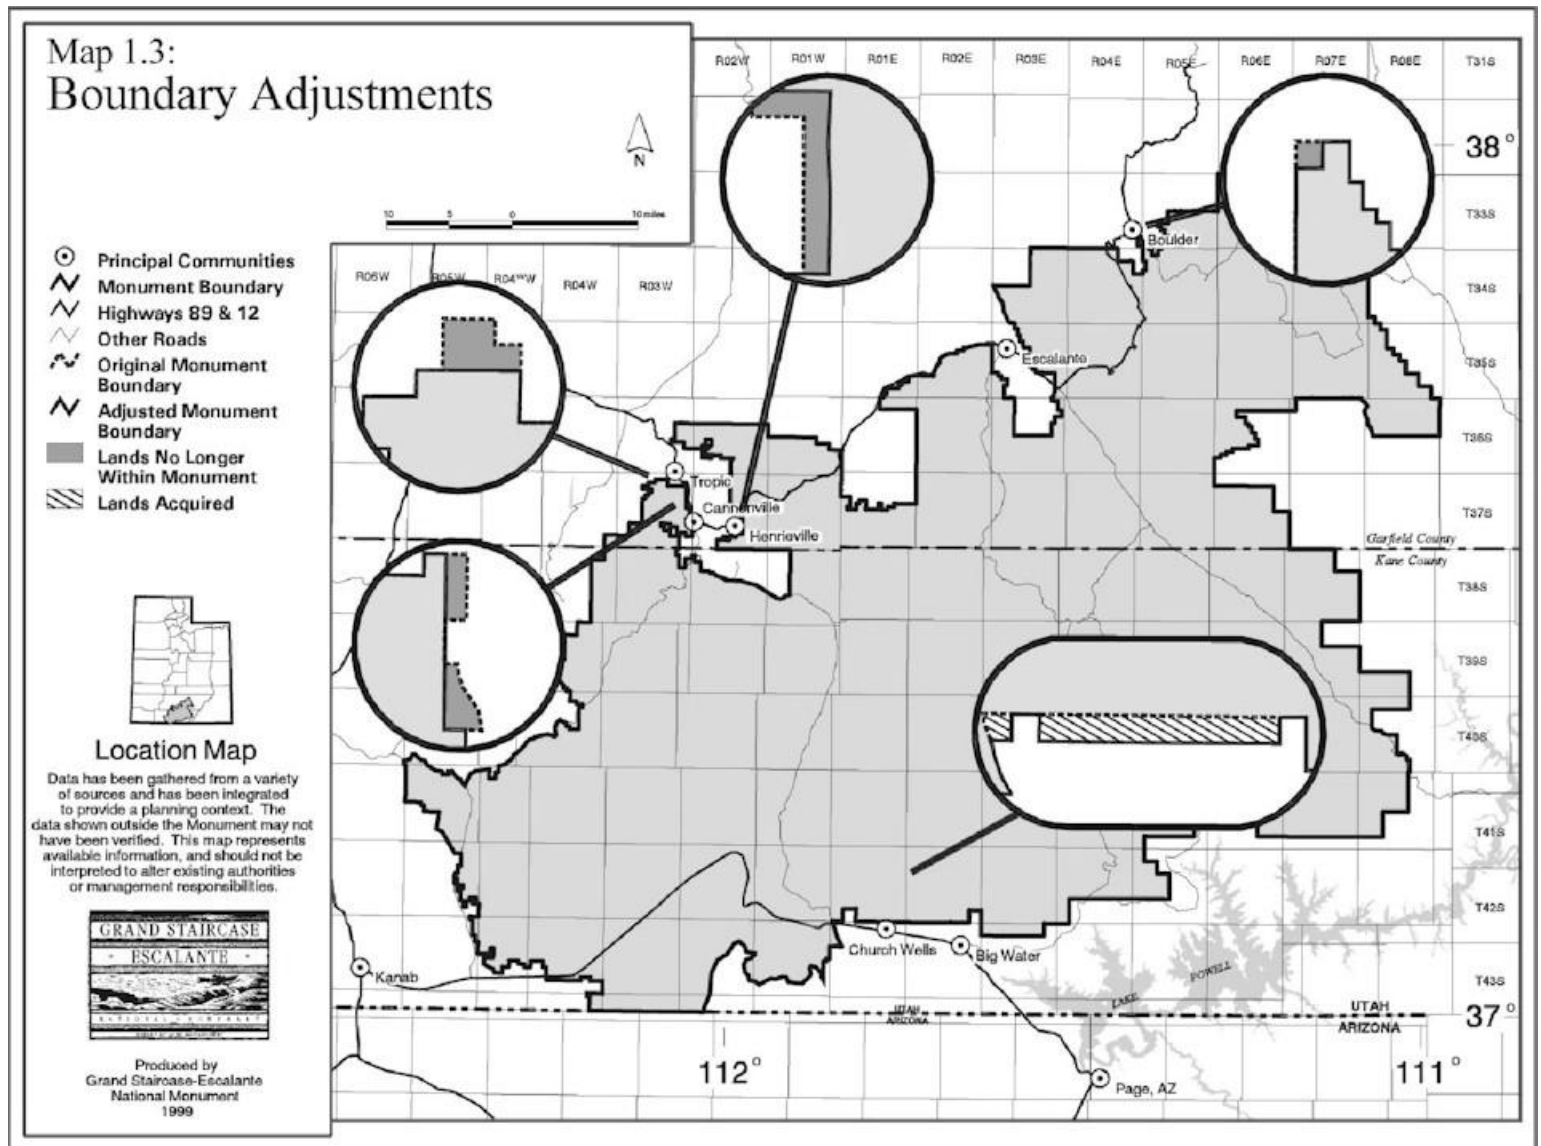 Map 1.3:
Boundary Adjustments
N
10 5 0 10 miles
Principal Communities
Monument Boundary
Highways 89 & 12
Other Roads
Original Monument
Boundary
Adjusted Monument
Boundary
Lands No Longer
Within Monument
Lands Acquired
Location Map
Data has been gathered from a variety
of sources and has been integrated
to provide a planning context. The
data shown outside the Monument may not
have been verified. This map represents
available information, and should not be
interpreted to alter existing authorities
or management responsibilities.
GRAND STAIRCASE
- ESCALANTE -
NATIONAL MONUMENT
Produced by
Grand Staircase-Escalante
National Monument
1999
R02W R01W R01E R02E R03E R04E R05E R06E R07E R08E T31S
38°
T33S
Boulder
R06W R05W R04½W R04W R03W
T34S
Escalante
T35S
T36S
Tropic
Cannonville
T37S
Henrieville
Garfield County
Kane County
T38S
T39S
T40S
T41S
T42S
Church Wells
Big Water
Kanab
LAKE POWELL
T43S
UTAH
ARIZONA
UTAH
ARIZONA
37°
112°
111°
Page, AZ